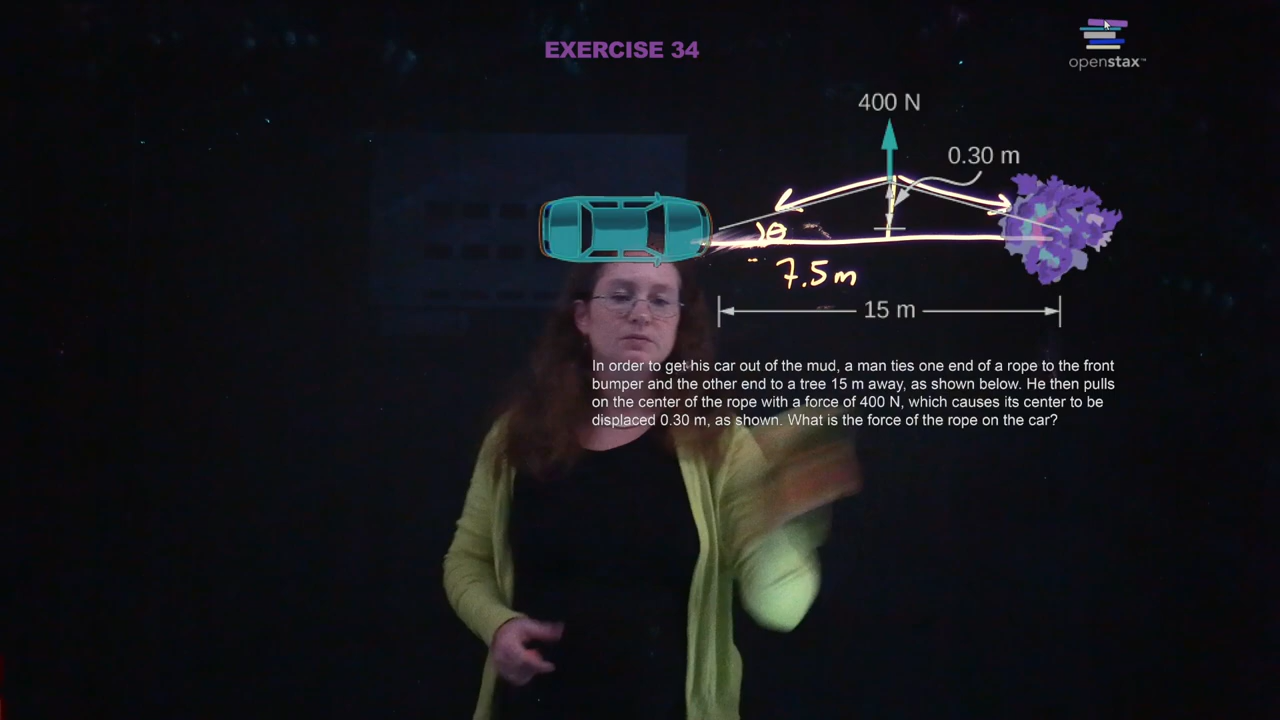 EXERCISE 34
openstax™
400 N
0.30 m
θ
7.5m
15 m
In order to get his car out of the mud, a man ties one end of a rope to the front
bumper and the other end to a tree 15 m away, as shown below. He then pulls
on the center of the rope with a force of 400 N, which causes its center to be
displaced 0.30 m, as shown. What is the force of the rope on the car?